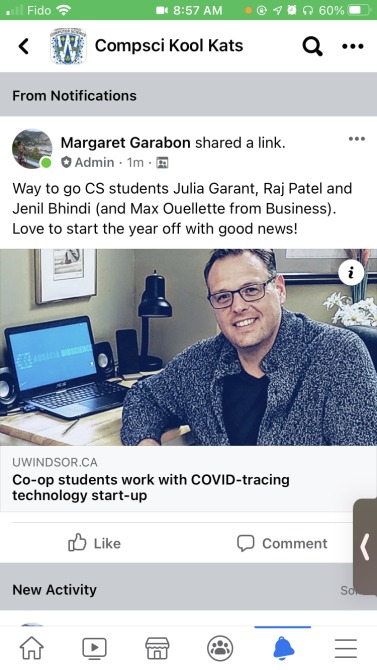 Fido 8:57 AM 60%
Compsci Kool Kats
From Notifications
Margaret Garabon shared a link.
Admin · 1m ·
Way to go CS students Julia Garant, Raj Patel and
Jenil Bhindi (and Max Ouellette from Business).
Love to start the year off with good news!
i
UWINDSOR.CA
Co-op students work with COVID-tracing
technology start-up
Like Comment
New Activity